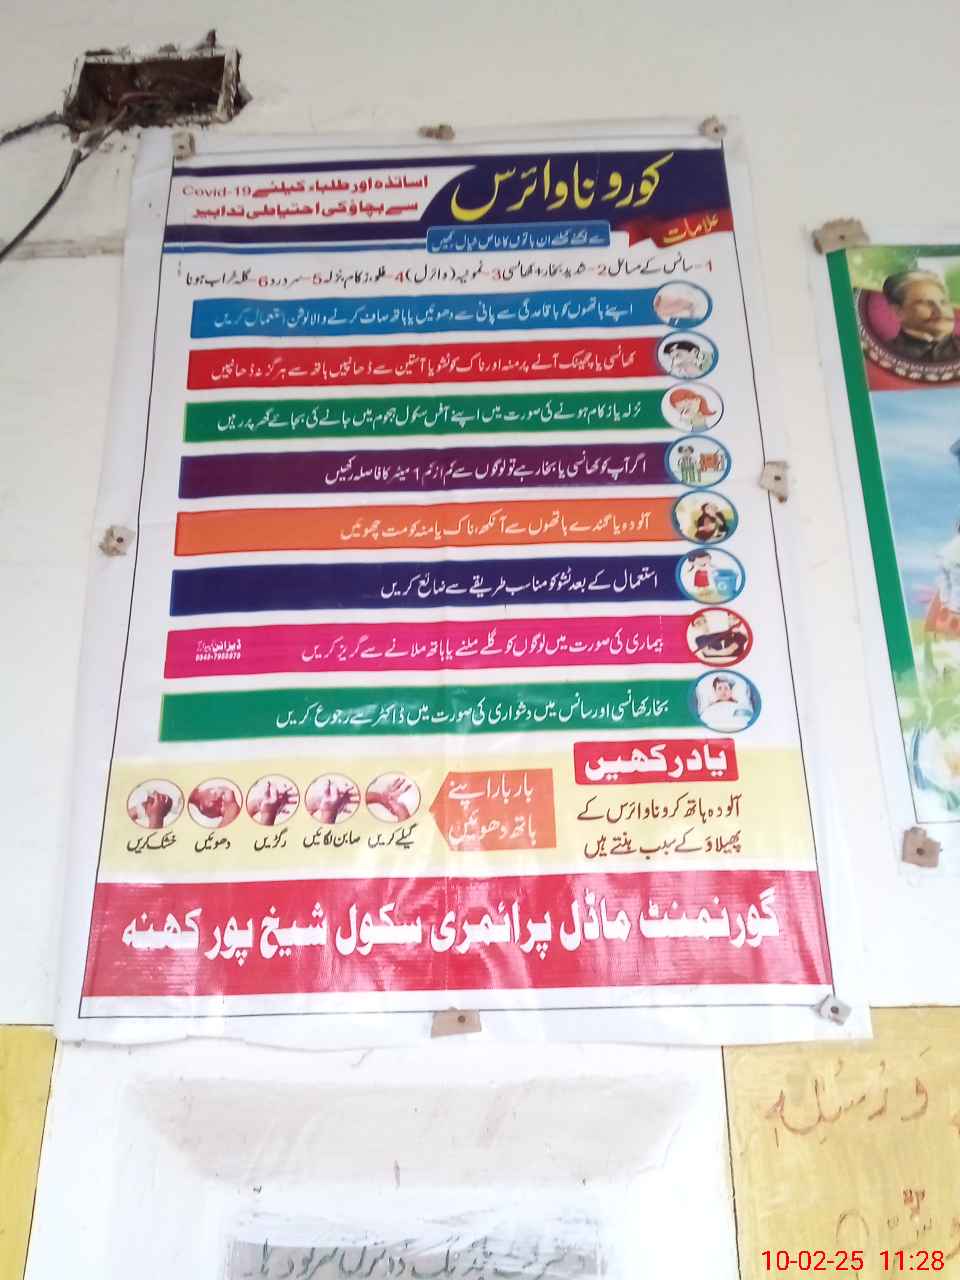 کورونا وائرس
اساتذہ اور طلباء کیلئے Covid-19
سے بچاؤ کی احتیاطی تدابیر
علامات
سے بچنے کیلئے ان باتوں کا خاص خیال رکھیں
1-سانس کے مسائل 2-شدید بخار+کھانسی 3-نمونیہ (وائرل) 4-فلو، زکام، نزلہ 5-سردرد 6-گلہ خراب ہونا
اپنے ہاتھوں کو باقاعدگی سے پانی سے دھوئیں یا ہاتھ صاف کرنے والا لوشن استعمال کریں
کھانسی یا چھینک آنے پر منہ اور ناک کو ٹشو یا آستین سے ڈھانپیں ہاتھ سے ہرگز نہ ڈھانپیں
نزلہ یا زکام ہونے کی صورت میں اپنے آفس سکول ہجوم میں جانے کی بجائے گھر پر رہیں
اگر آپ کو کھانسی یا بخار ہے تو لوگوں سے کم از کم 1 میٹر کا فاصلہ رکھیں
آلودہ یا گندے ہاتھوں سے آنکھ، ناک یا منہ کو مت چھوئیں
استعمال کے بعد ٹشو کو مناسب طریقے سے ضائع کریں
بیماری کی صورت میں لوگوں کو گلے ملنے یا ہاتھ ملانے سے گریز کریں
بخار کھانسی اور سانس میں دشواری کی صورت میں ڈاکٹر سے رجوع کریں
یاد رکھیں
آلودہ ہاتھ کرونا وائرس کے
پھیلاؤ کے سبب بنتے ہیں
بار بار اپنے
ہاتھ دھوئیں
گیلے کریں صابن لگائیں رگڑیں دھوئیں خشک کریں
گورنمنٹ ماڈل پرائمری سکول شیخ پور کہنہ
وَرُسُلِهِ
10-02-25 11:28